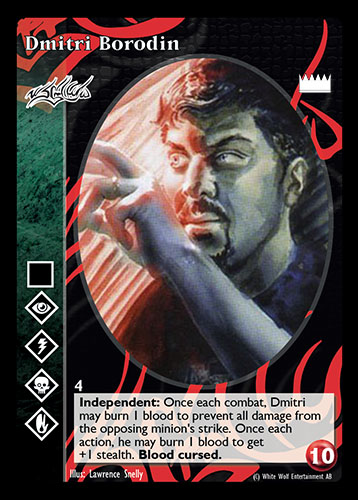 Dmitri Borodin
4
Independent: Once each combat, Dmitri
may burn 1 blood to prevent all damage from
the opposing minion's strike. Once each
action, he may burn 1 blood to get
+1 stealth. Blood cursed.
10
Illus: Lawrence Snelly
(C) White Wolf Entertainment AB